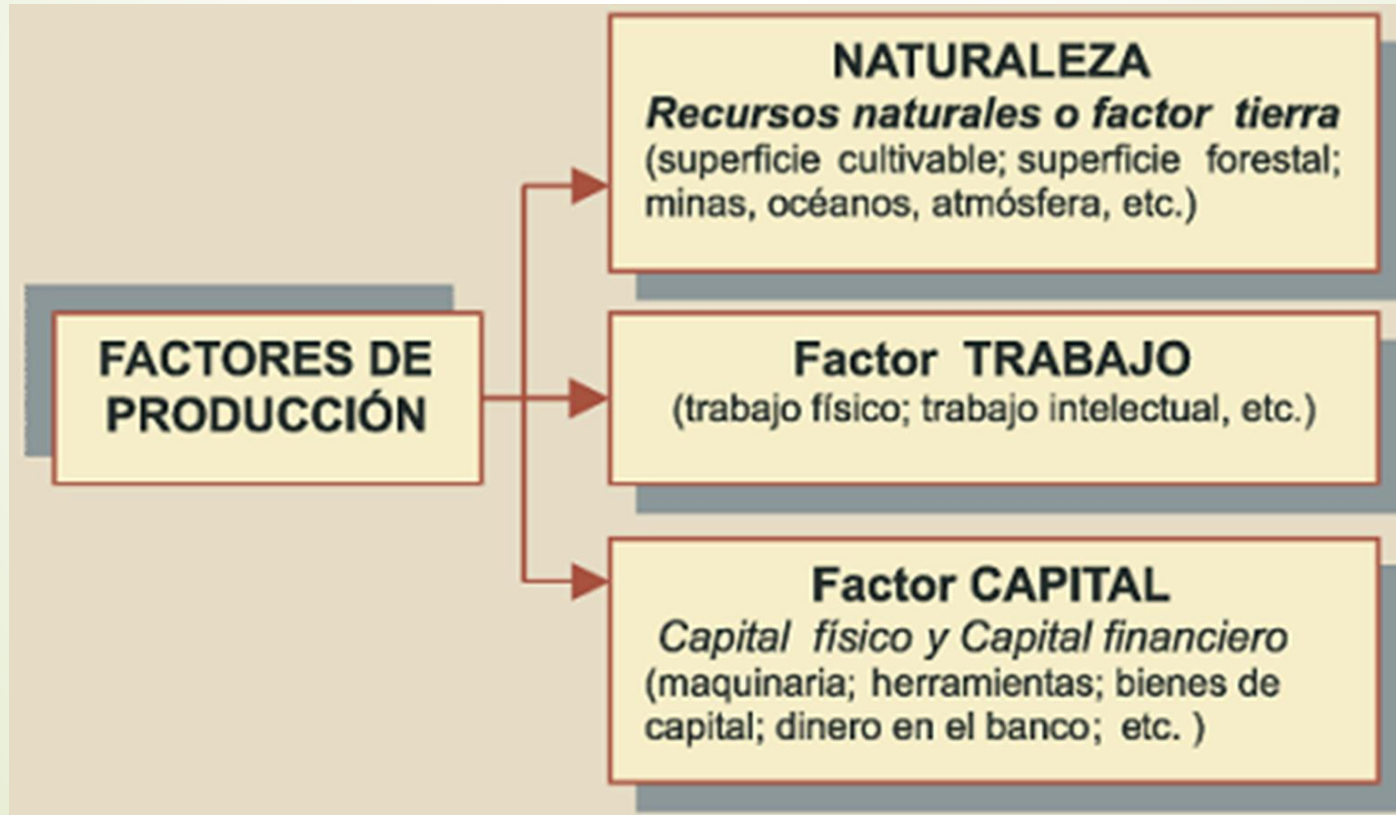 NATURALEZA
Recursos naturales o factor tierra
(superficie cultivable; superficie forestal;
minas, océanos, atmósfera, etc.)
FACTORES DE
PRODUCCIÓN
Factor TRABAJO
(trabajo físico; trabajo intelectual, etc.)
Factor CAPITAL
Capital físico y Capital financiero
(maquinaria; herramientas; bienes de
capital; dinero en el banco; etc. )